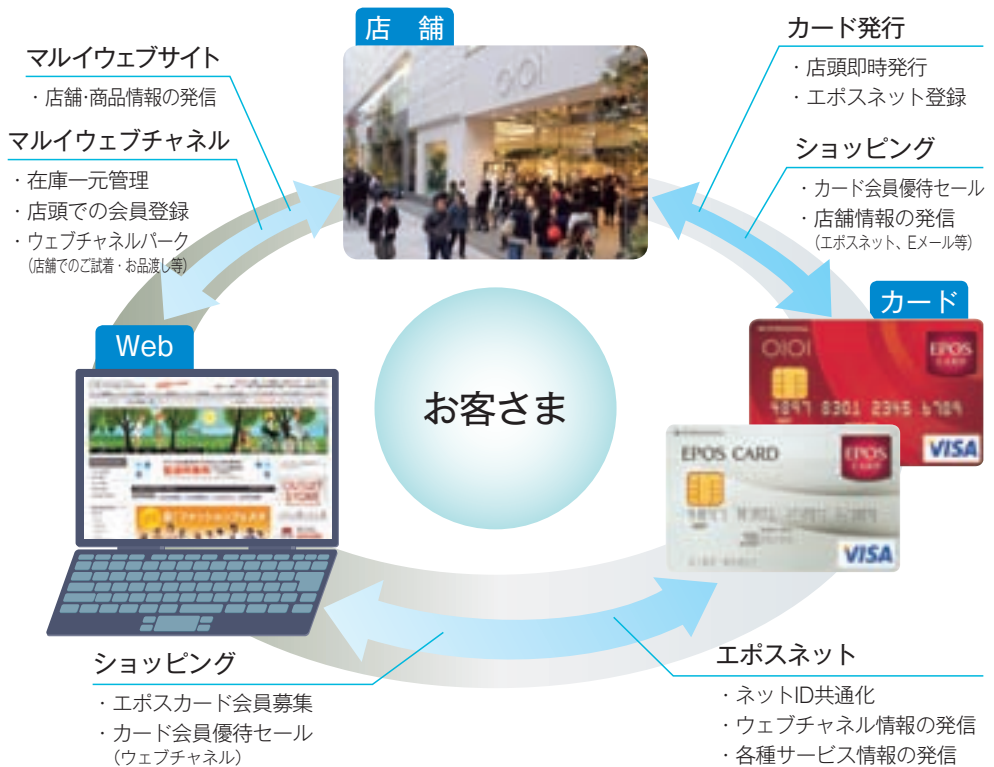 店 舗
マルイウェブサイト
・店舗・商品情報の発信
マルイウェブチャネル
・在庫一元管理
・店頭での会員登録
・ウェブチャネルパーク
(店舗でのご試着・お品渡し等)
カード発行
・店頭即時発行
・エポスネット登録
ショッピング
・カード会員優待セール
・店舗情報の発信
(エポスネット、Eメール等)
OIOI
Web
お客さま
カード
OIOI
EPOS
CARD
4897 8301 2345 6789
VISA
EPOS CARD
EPOS
CARD
VISA
OUTLET
STORE
ショッピング
・エポスカード会員募集
・カード会員優待セール
(ウェブチャネル)
エポスネット
・ネットID共通化
・ウェブチャネル情報の発信
・各種サービス情報の発信